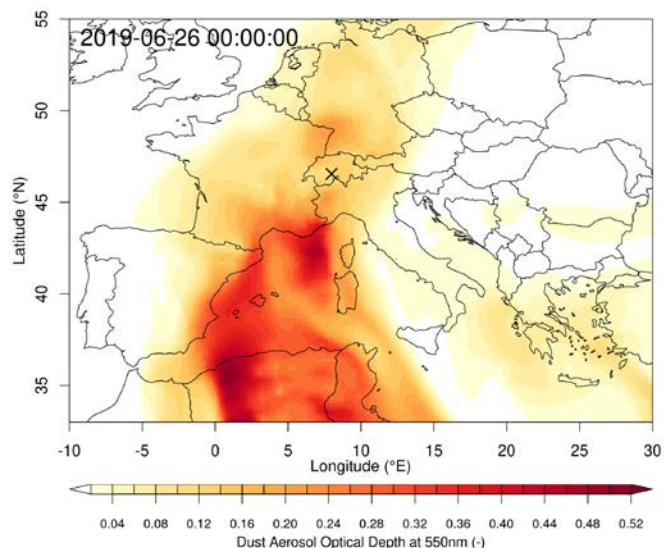 2019-06-26 00:00:00
55
50
45
40
35
Latitude (°N)
-10 -5 0 5 10 15 20 25 30
Longitude (°E)
0.04 0.08 0.12 0.16 0.20 0.24 0.28 0.32 0.36 0.40 0.44 0.48 0.52
Dust Aerosol Optical Depth at 550nm (-)